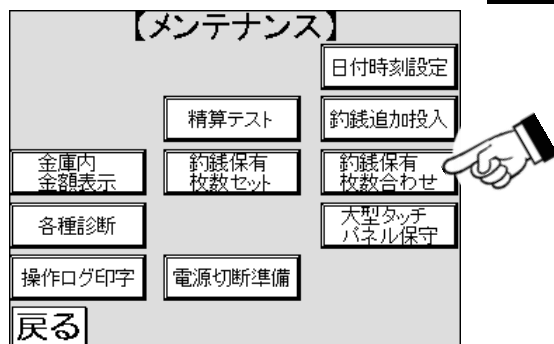 【メンテナンス】
日付時刻設定
精算テスト
釣銭追加投入
金庫内
金額表示
釣銭保有
枚数セット
釣銭保有
枚数合わせ
各種診断
大型タッチ
パネル保守
操作ログ印字
電源切断準備
戻る